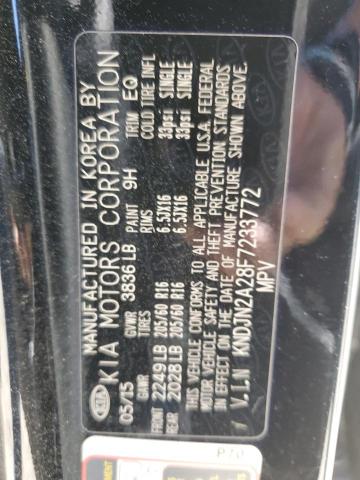 MANUFACTURED IN KOREA BY
KIA KIA MOTORS CORPORATION
05/15 GVWR 3836LB PAINT 9H TRIM EQ
GAWR TIRES RIMS COLD TIRE INFL
FRONT 2249LB 205/60 R16 6.5JX16 33psi SINGLE
REAR 2028LB 205/60 R16 6.5JX16 33psi SINGLE
THIS VEHICLE CONFORMS TO ALL APPLICABLE U.S.A. FEDERAL
MOTOR VEHICLE SAFETY AND THEFT PREVENTION STANDARDS
IN EFFECT ON THE DATE OF MANUFACTURE SHOWN ABOVE.
V.I.N KNDJN2A28F7233772
MPV
P70